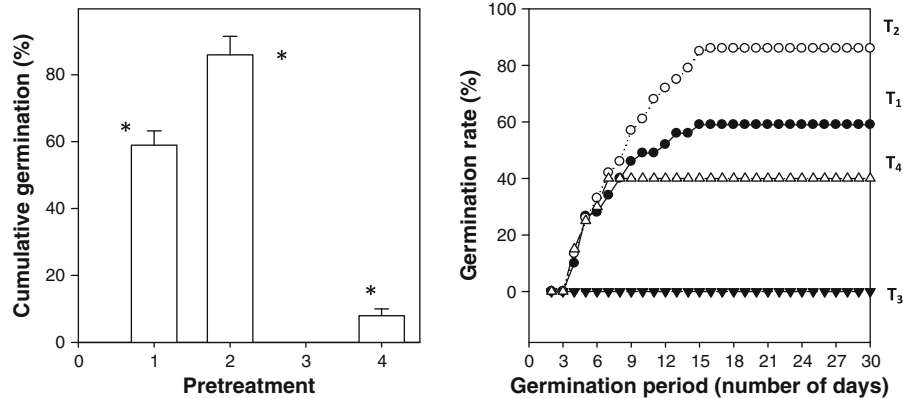 Cumulative germination (%)
80
60
40
20
0
0 1 2 3 4
Pretreatment
*
*
*
Germination rate (%)
100
80
60
40
20
0
0 3 6 9 12 15 18 21 24 27 30
Germination period (number of days)
T2
T1
T4
T3